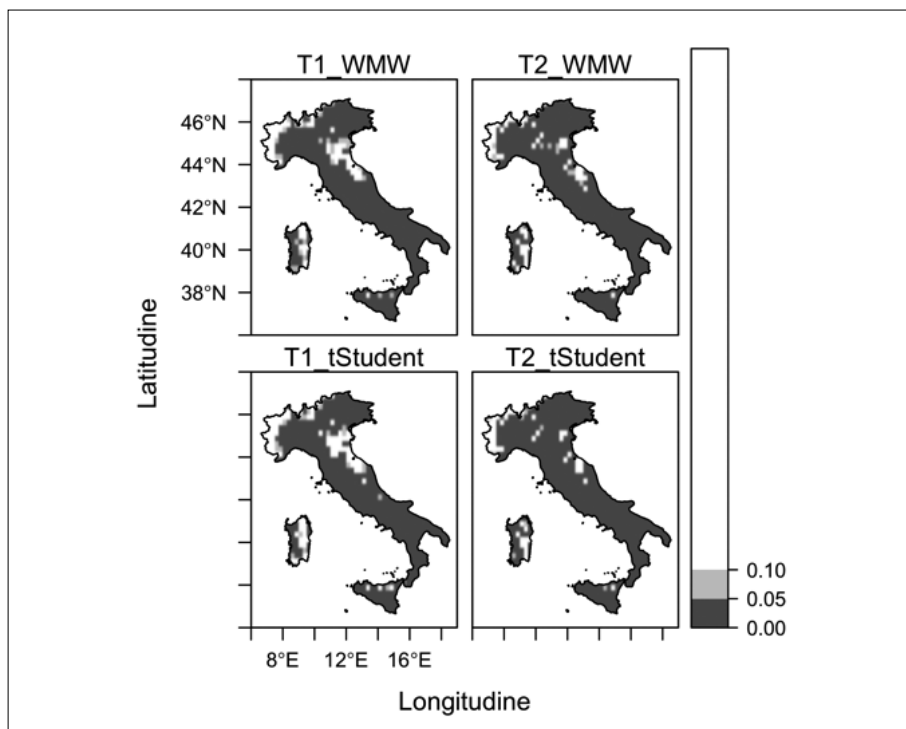 T1_WMW T2_WMW
46°N
44°N
42°N
40°N
38°N
Latitudine
T1_tStudent T2_tStudent
0.10
0.05
0.00
8°E 12°E 16°E
Longitudine